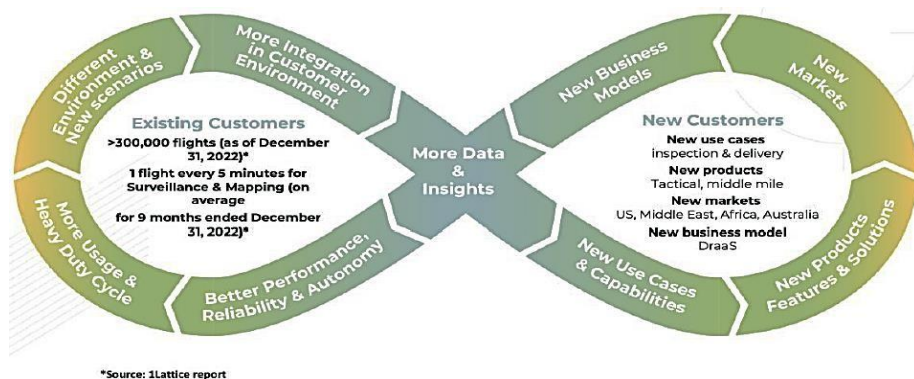 Different
Environment &
New scenarios
More Integration
in Customer
Environment
New Business
Models
New
Markets
Existing Customers
>300,000 flights (as of December
31, 2022)*
1 flight every 5 minutes for
Surveillance & Mapping (on
average
for 9 months ended December
31, 2022)*
More Data
&
Insights
New Customers
New use cases
inspection & delivery
New products
Tactical, middle mile
New markets
US, Middle East, Africa, Australia
New business model
DraaS
More Usage &
Heavy Duty Cycle
Better Performance,
Reliability & Autonomy
New Use Cases
& Capabilities
New Products
Features & Solutions
*Source: 1Lattice report